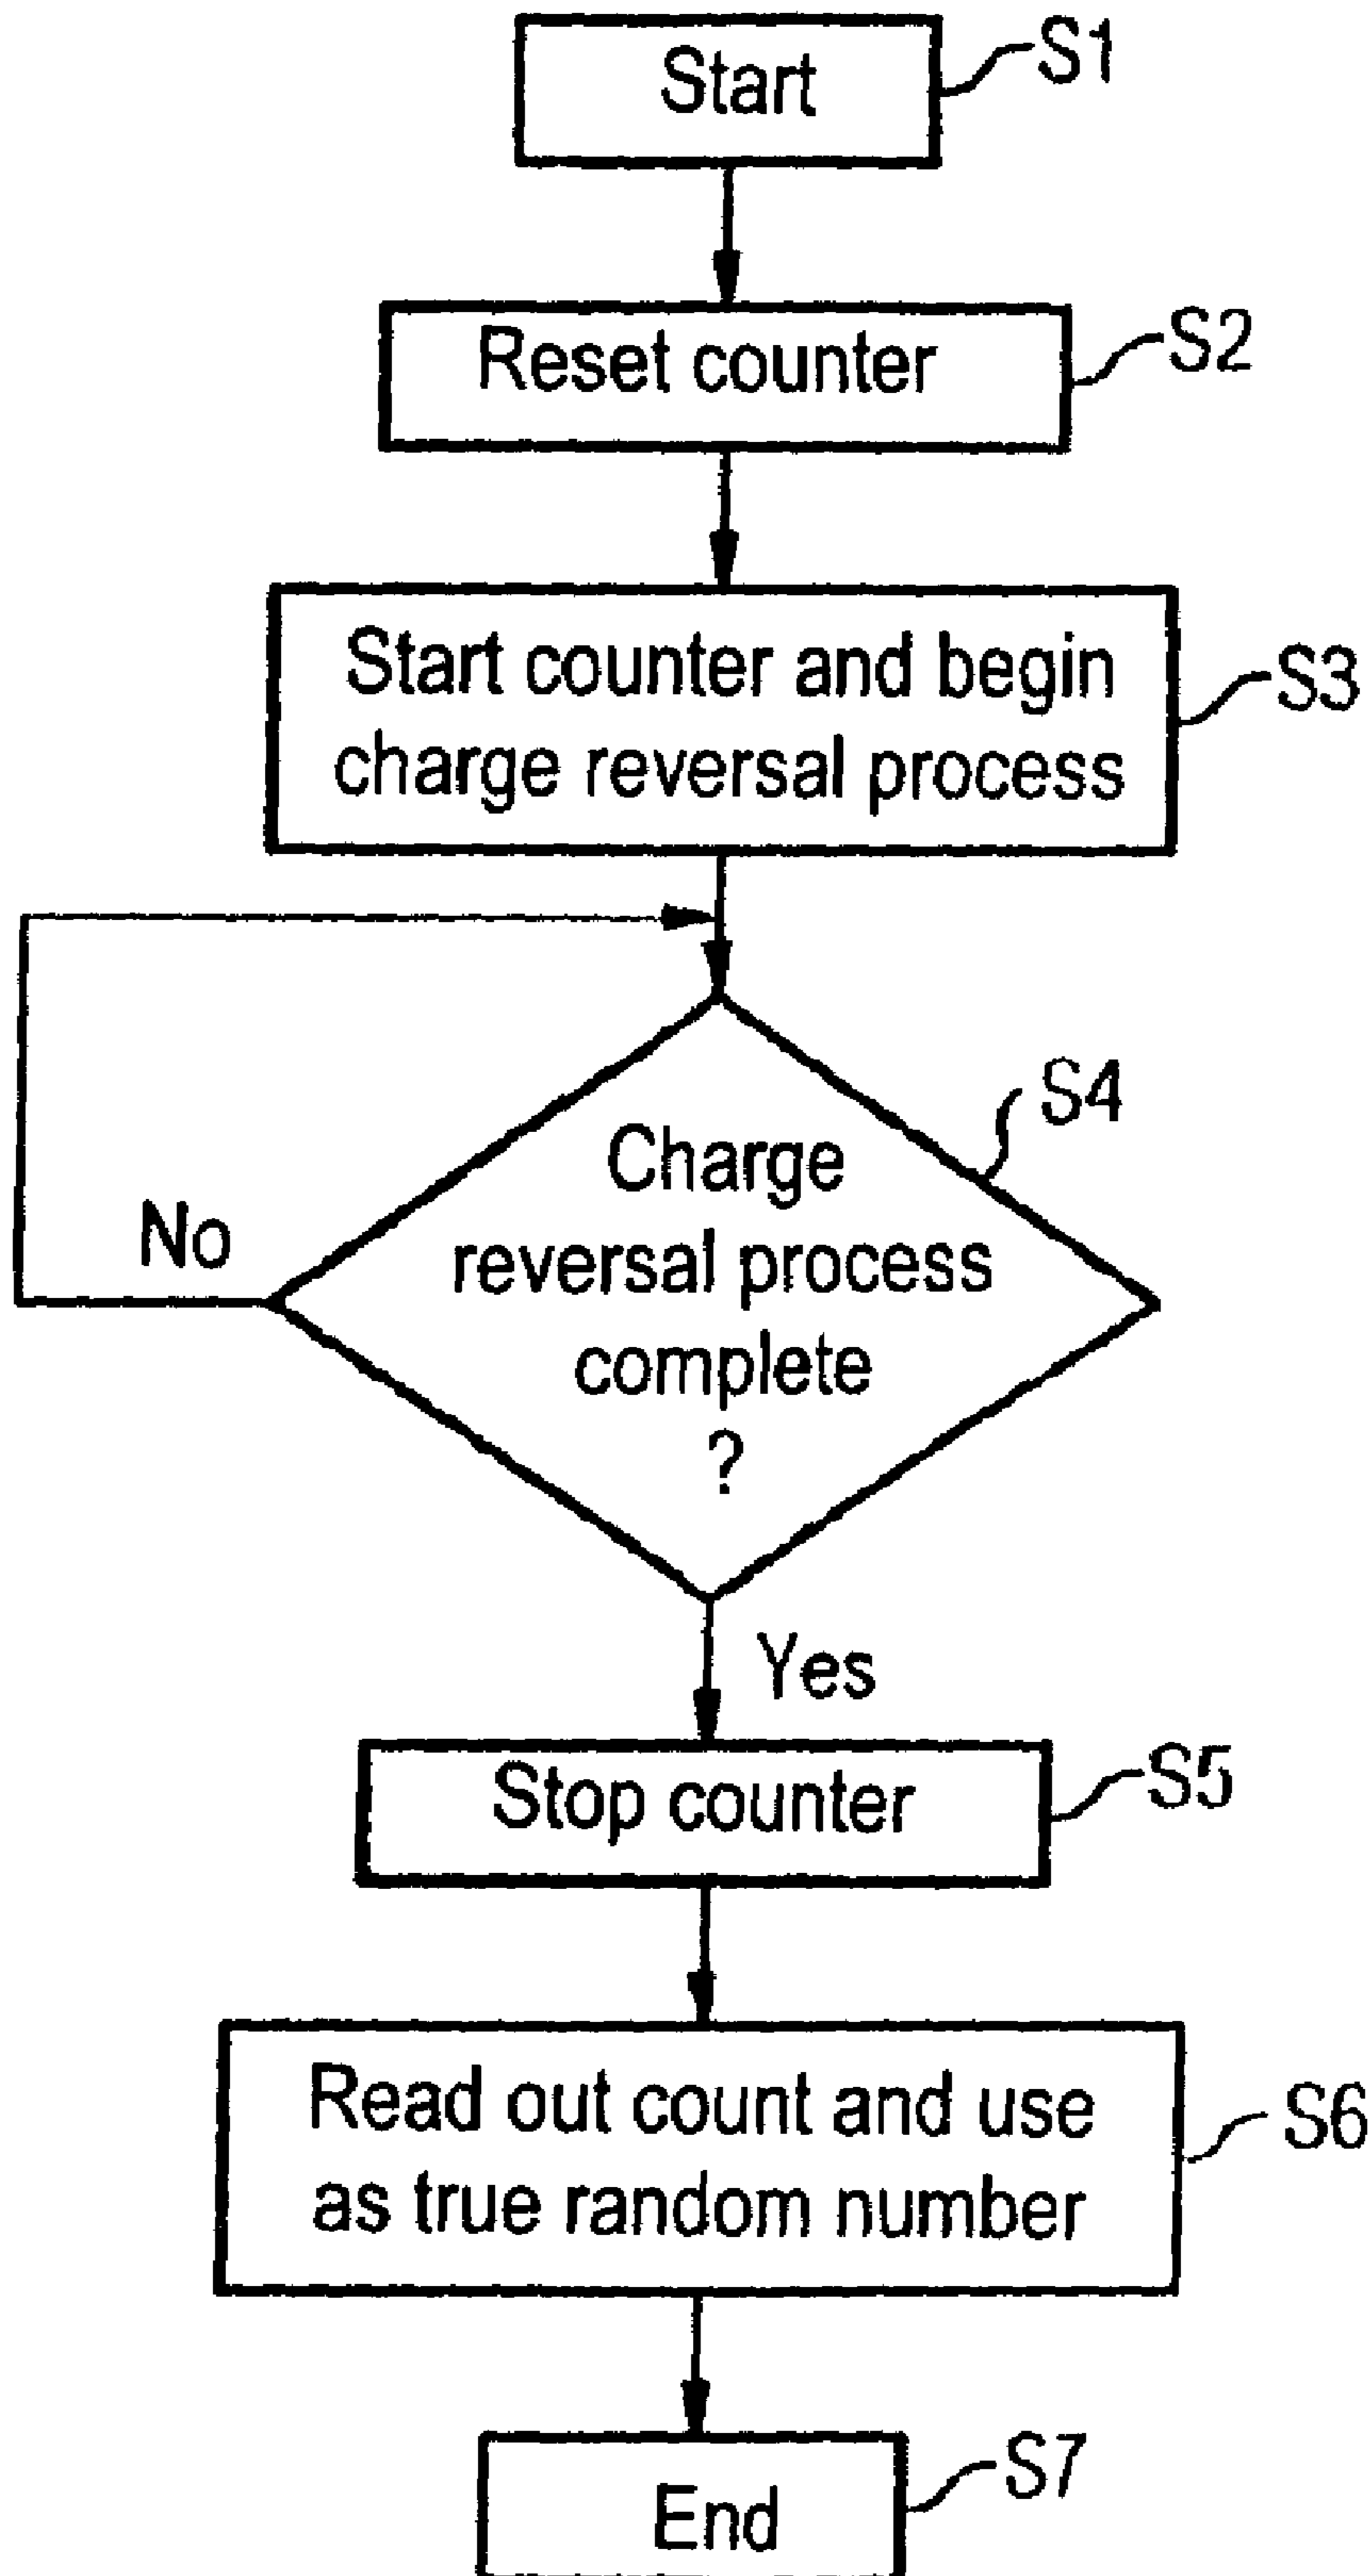 Start
S1
Reset counter
S2
Start counter and begin
charge reversal process
S3
Charge
reversal process
complete
?
S4
No
Yes
Stop counter
S5
Read out count and use
as true random number
S6
End
S7